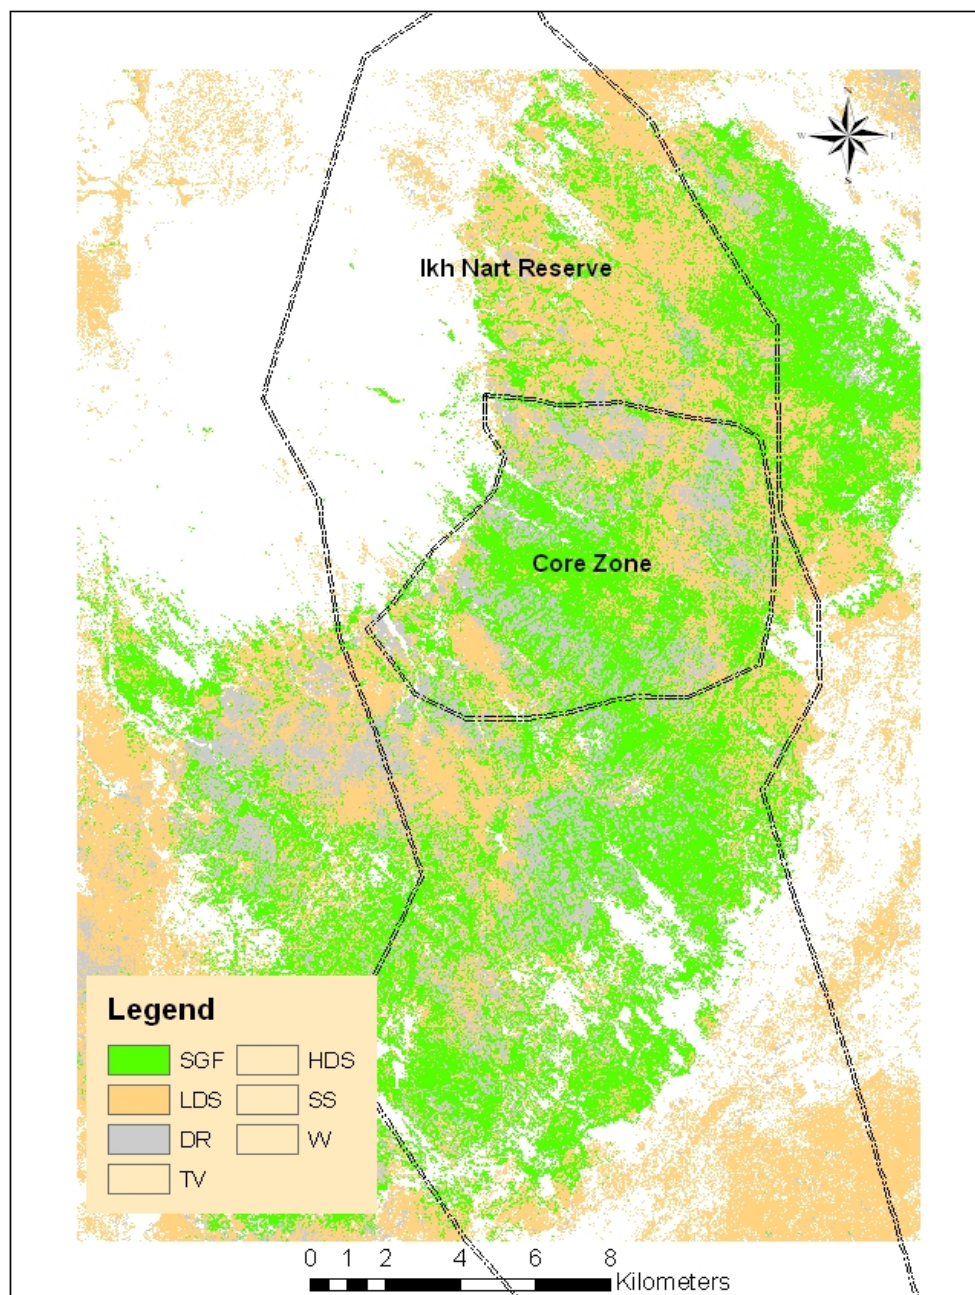 N
W E
S
Ikh Nart Reserve
Core Zone
Legend
SGF HDS
LDS SS
DR W
TV
0 1 2 4 6 8
Kilometers